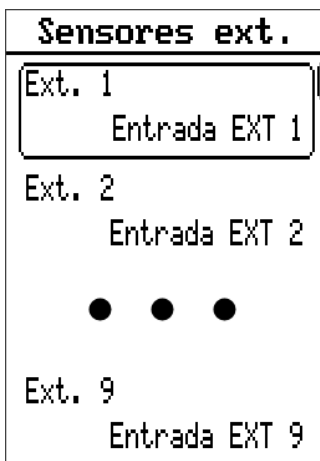 Sensores ext.
Ext. 1
Entrada EXT 1
Ext. 2
Entrada EXT 2
Ext. 9
Entrada EXT 9